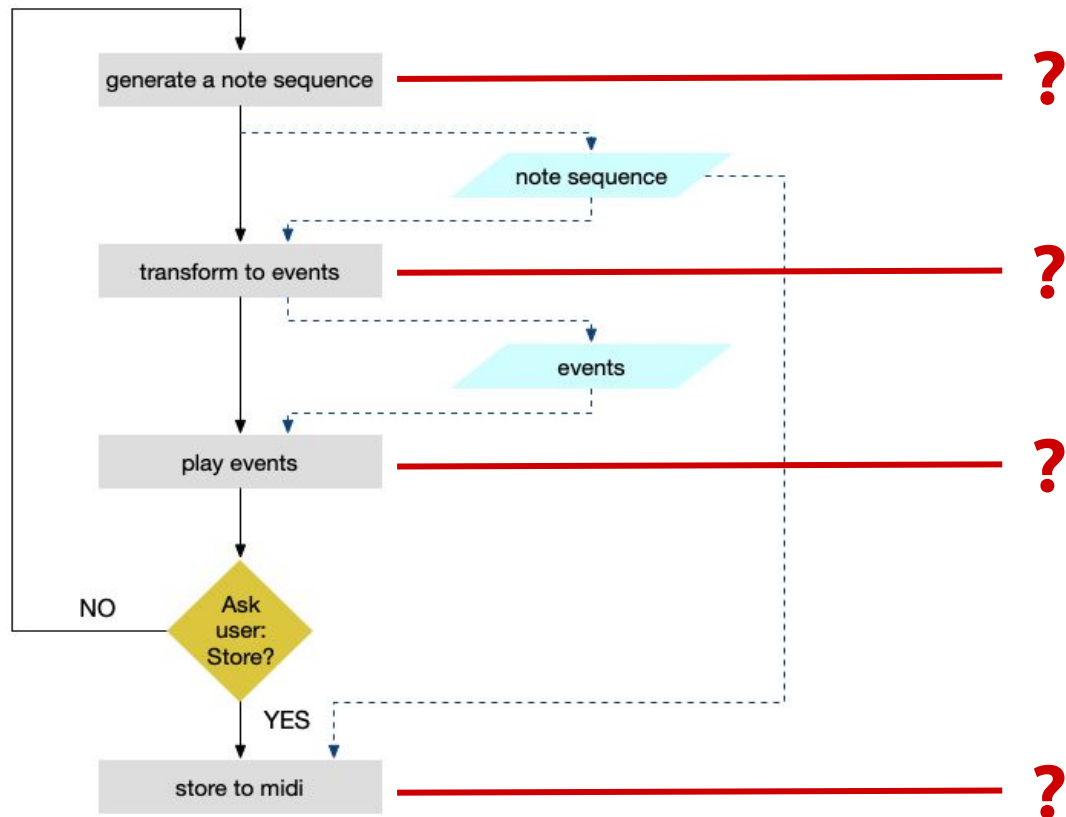 generate a note sequence
?
note sequence
transform to events
?
events
play events
?
Ask
user:
Store?
NO
YES
store to midi
?